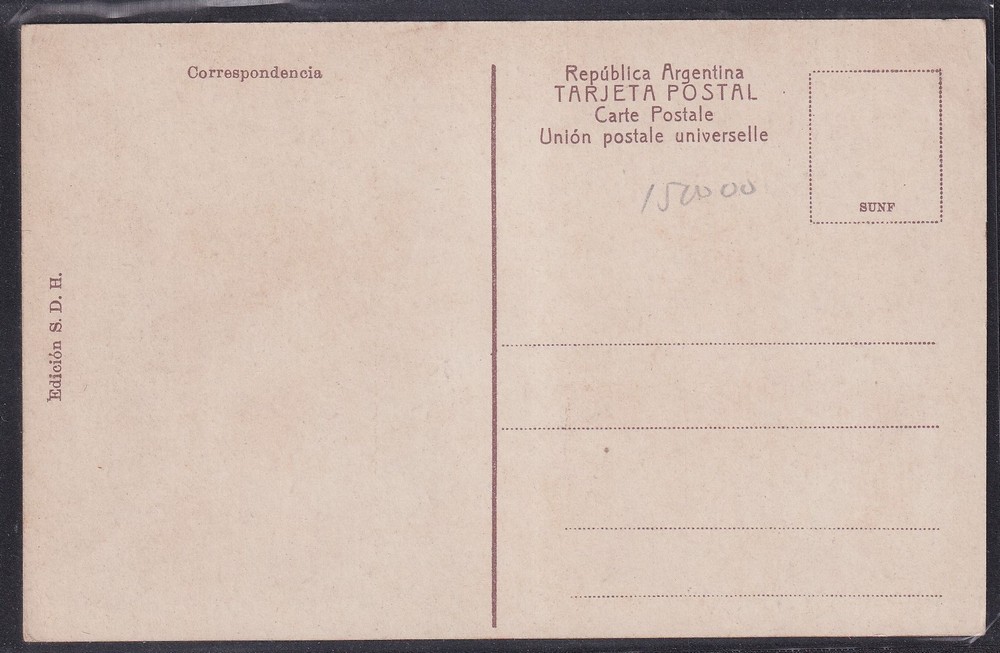 Correspondencia
Edición S. D. H.
República Argentina
TARJETA POSTAL
Carte Postale
Unión postale universelle
SUNF